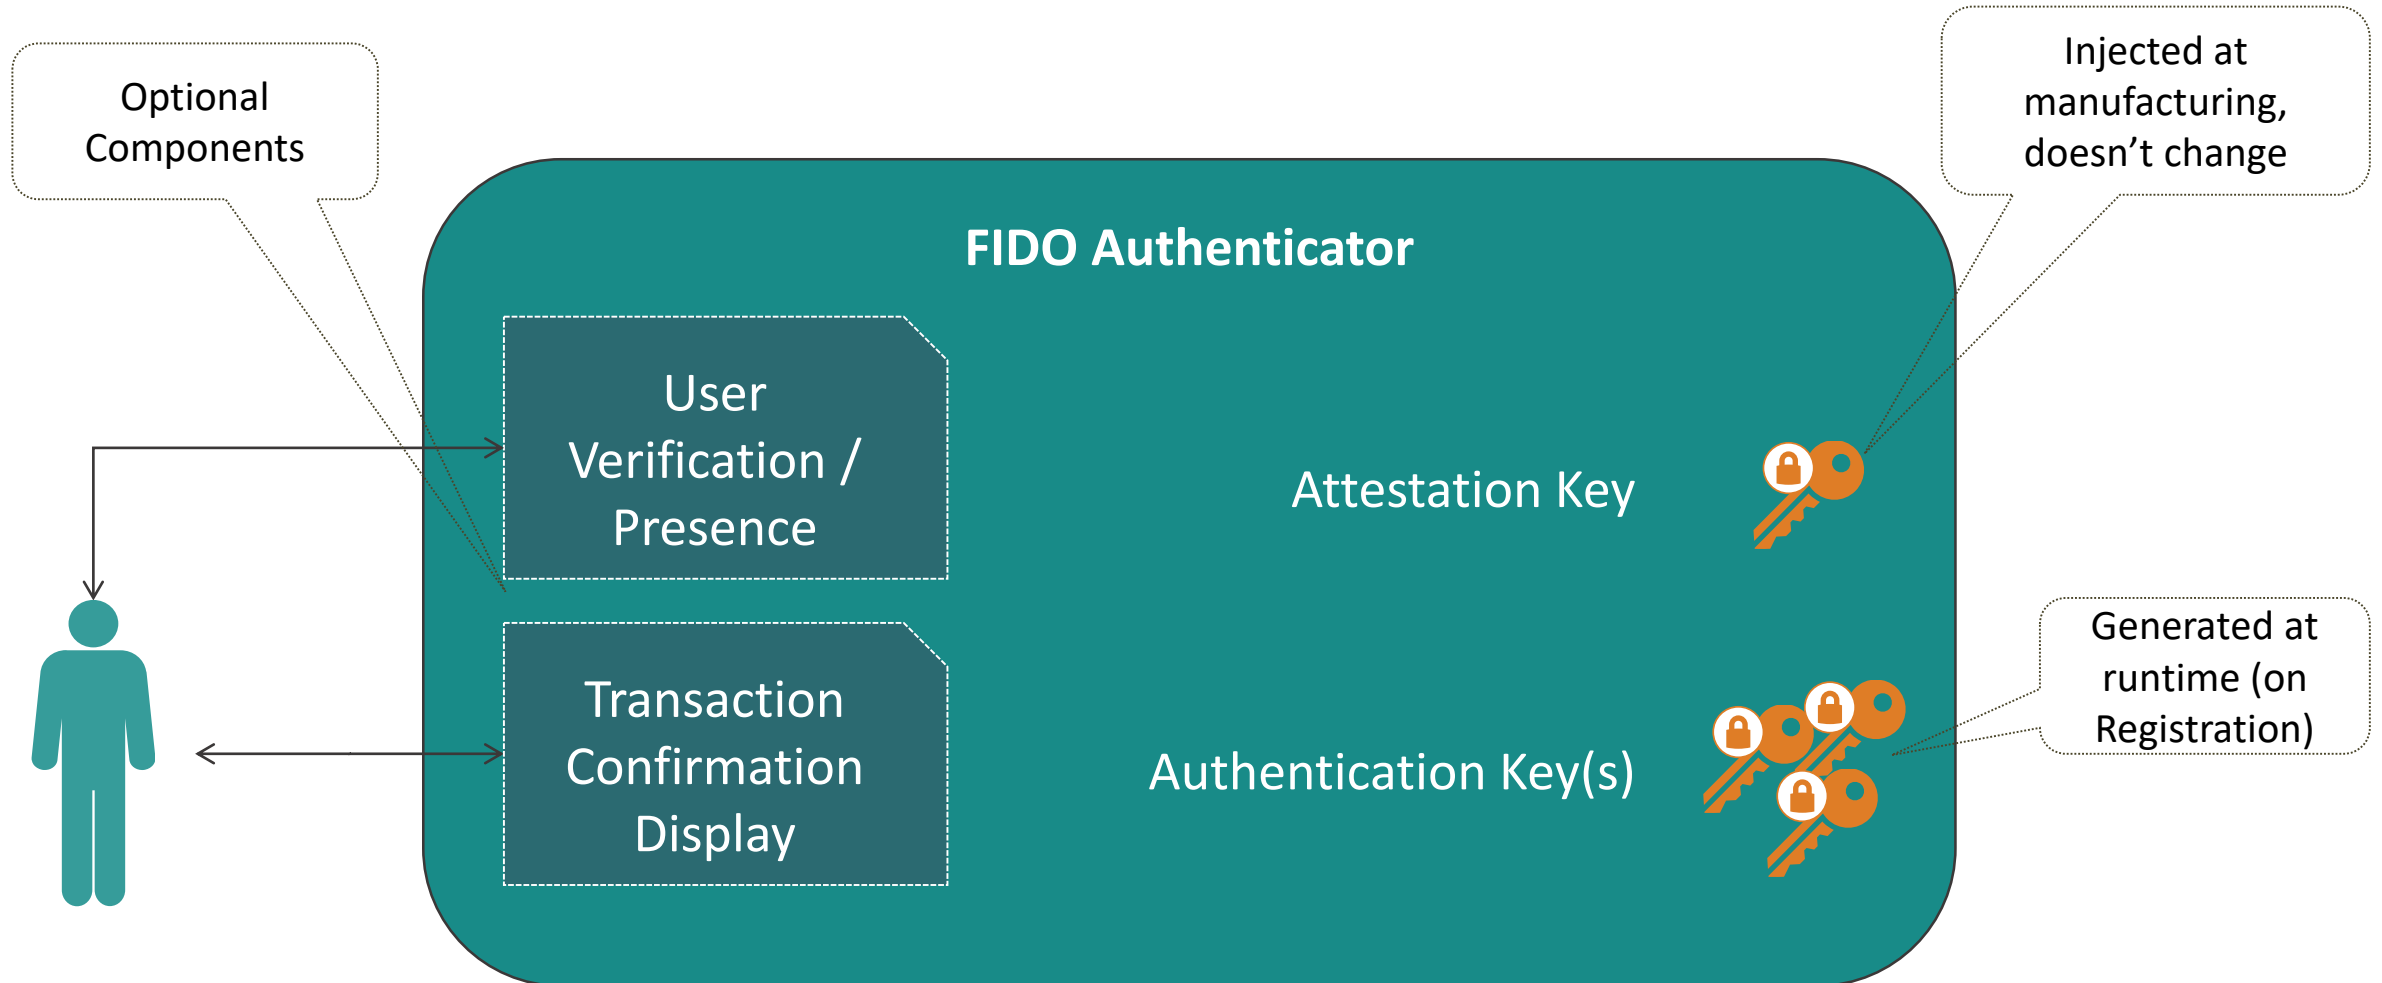 Optional
Components
Injected at
manufacturing,
doesn’t change
FIDO Authenticator
User
Verification /
Presence
Attestation Key
Transaction
Confirmation
Display
Authentication Key(s)
Generated at
runtime (on
Registration)